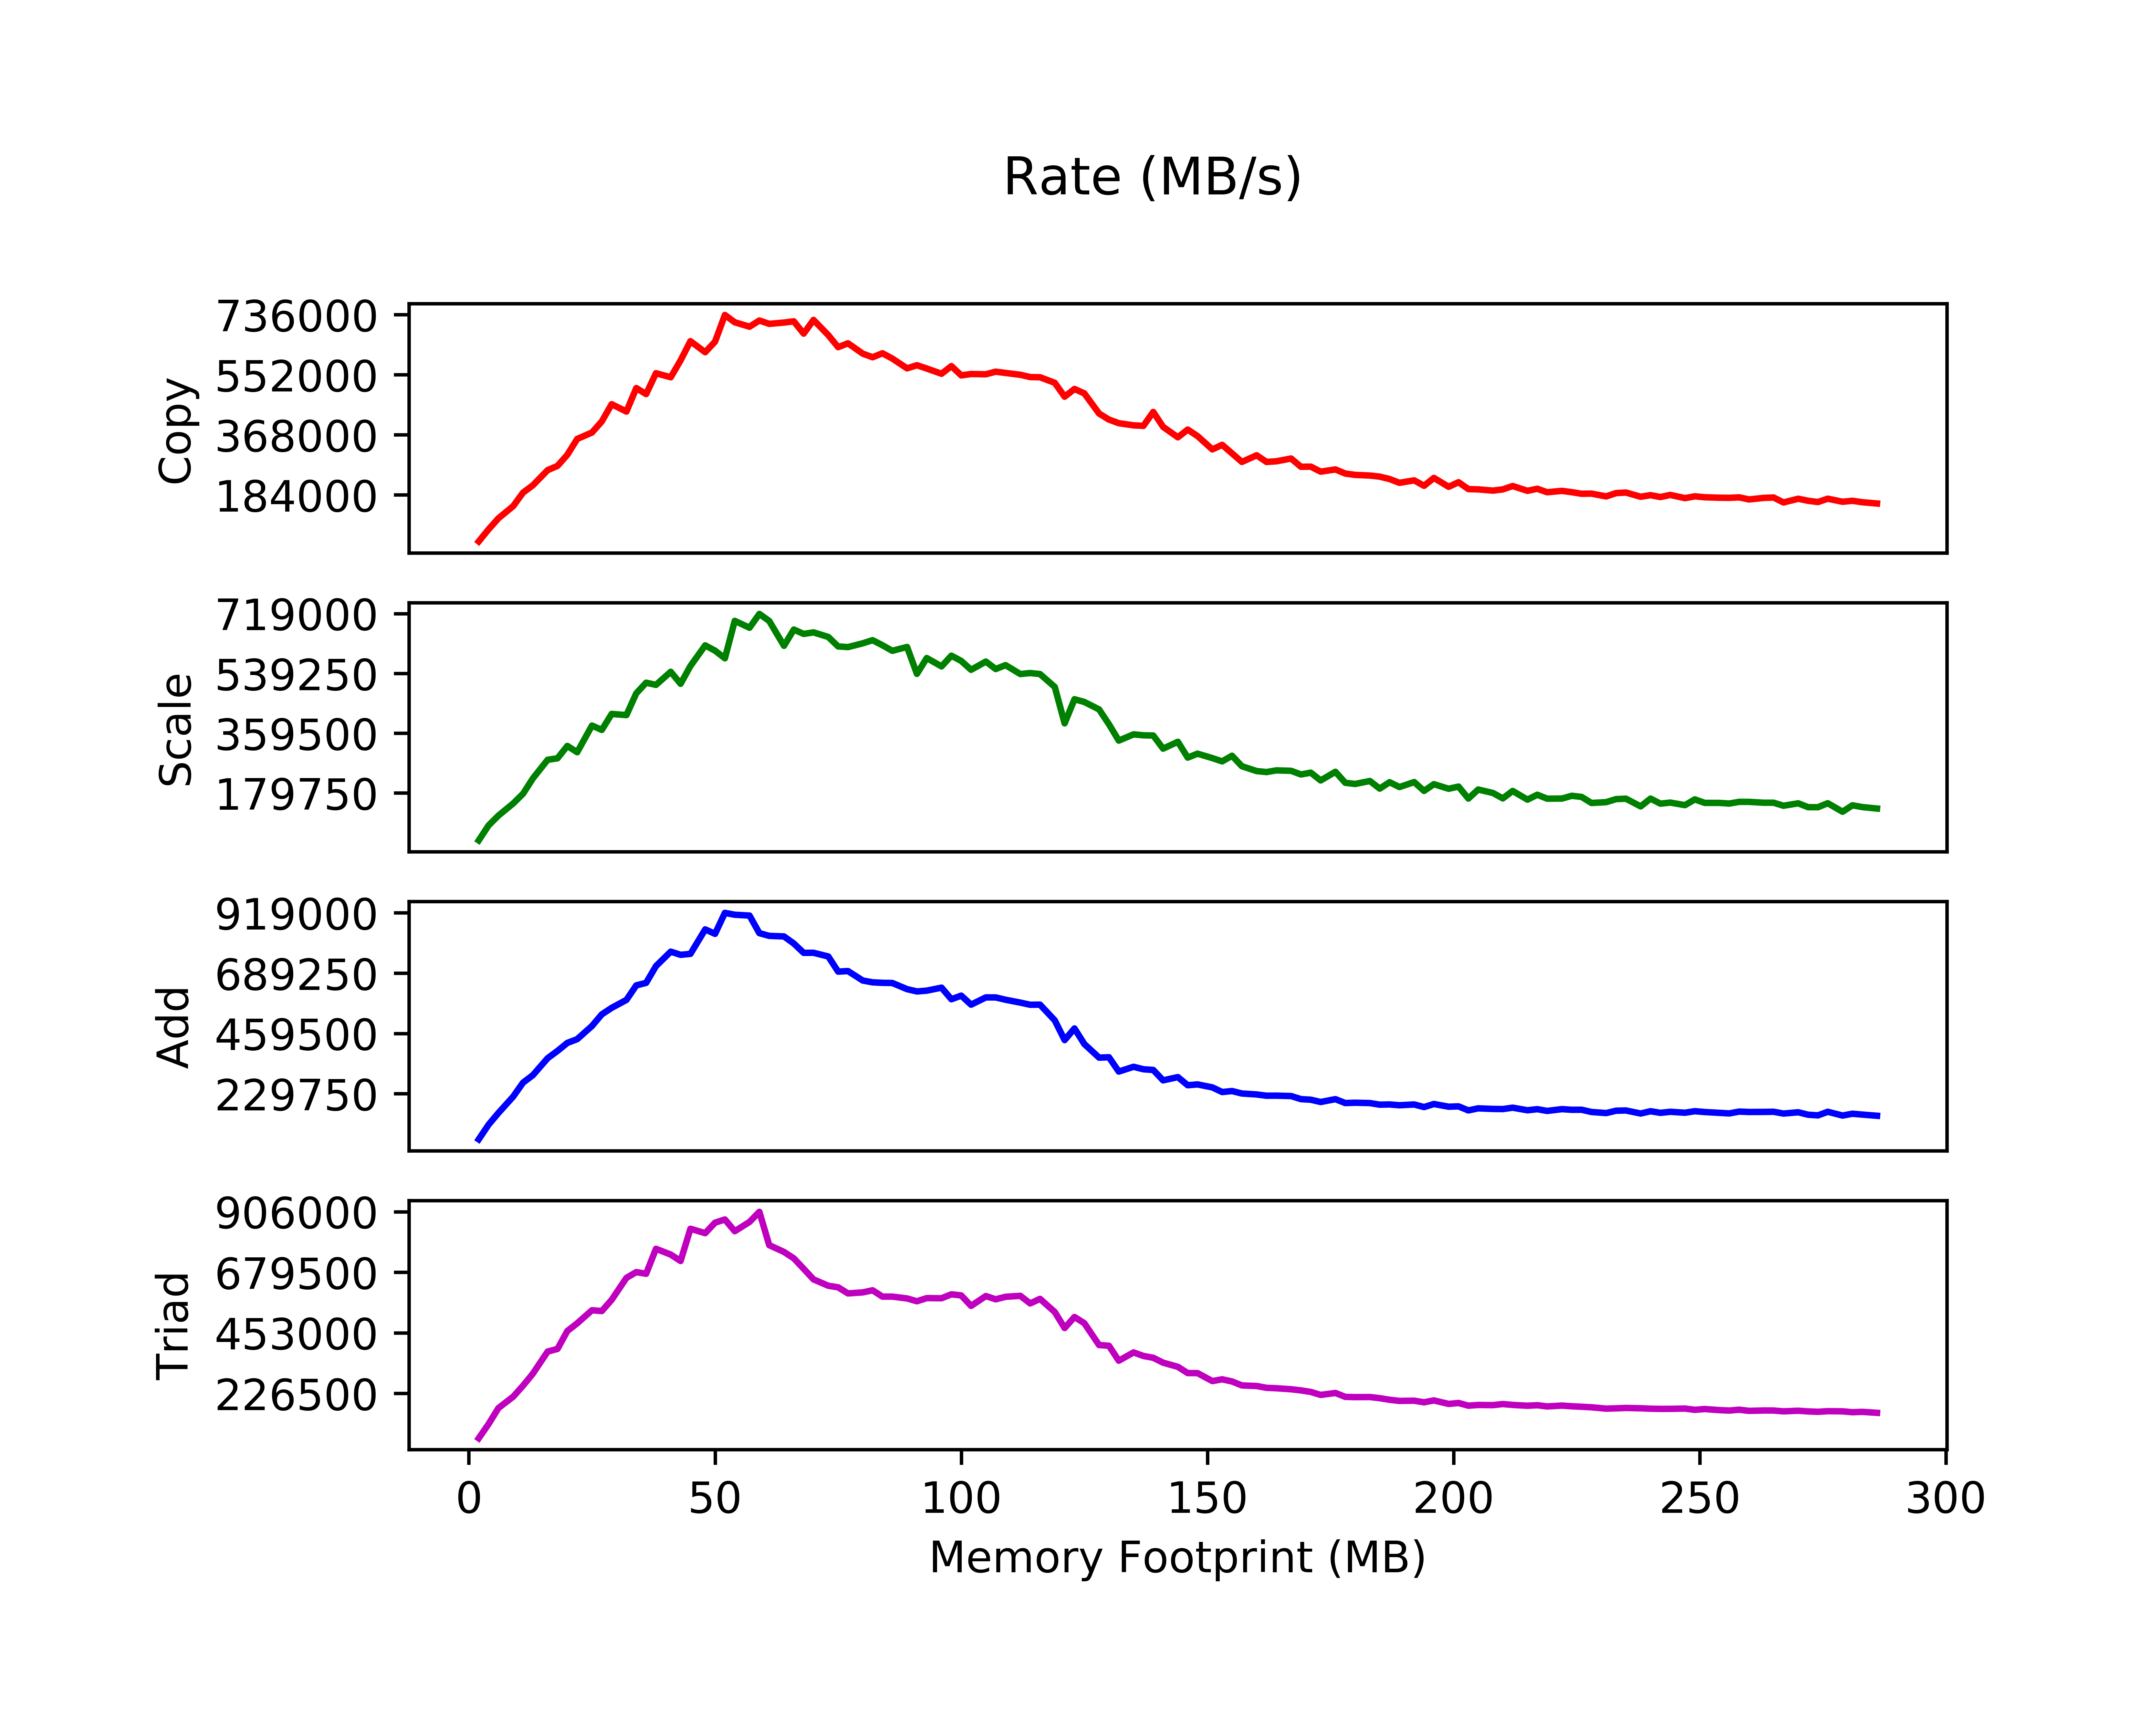 Rate (MB/s)
Copy
736000
552000
368000
184000
Scale
719000
539250
359500
179750
Add
919000
689250
459500
229750
Triad
906000
679500
453000
226500
0 50 100 150 200 250 300
Memory Footprint (MB)